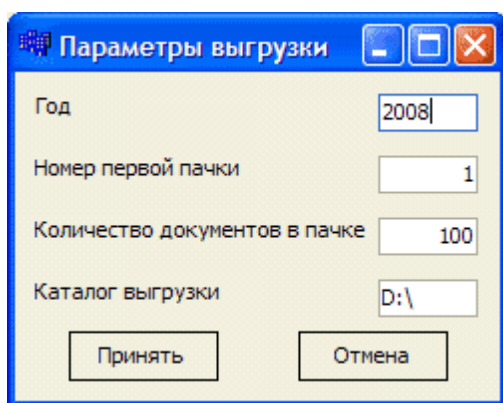 Параметры выгрузки
Год 2008
Номер первой пачки 1
Количество документов в пачке 100
Каталог выгрузки D:\
Принять Отмена